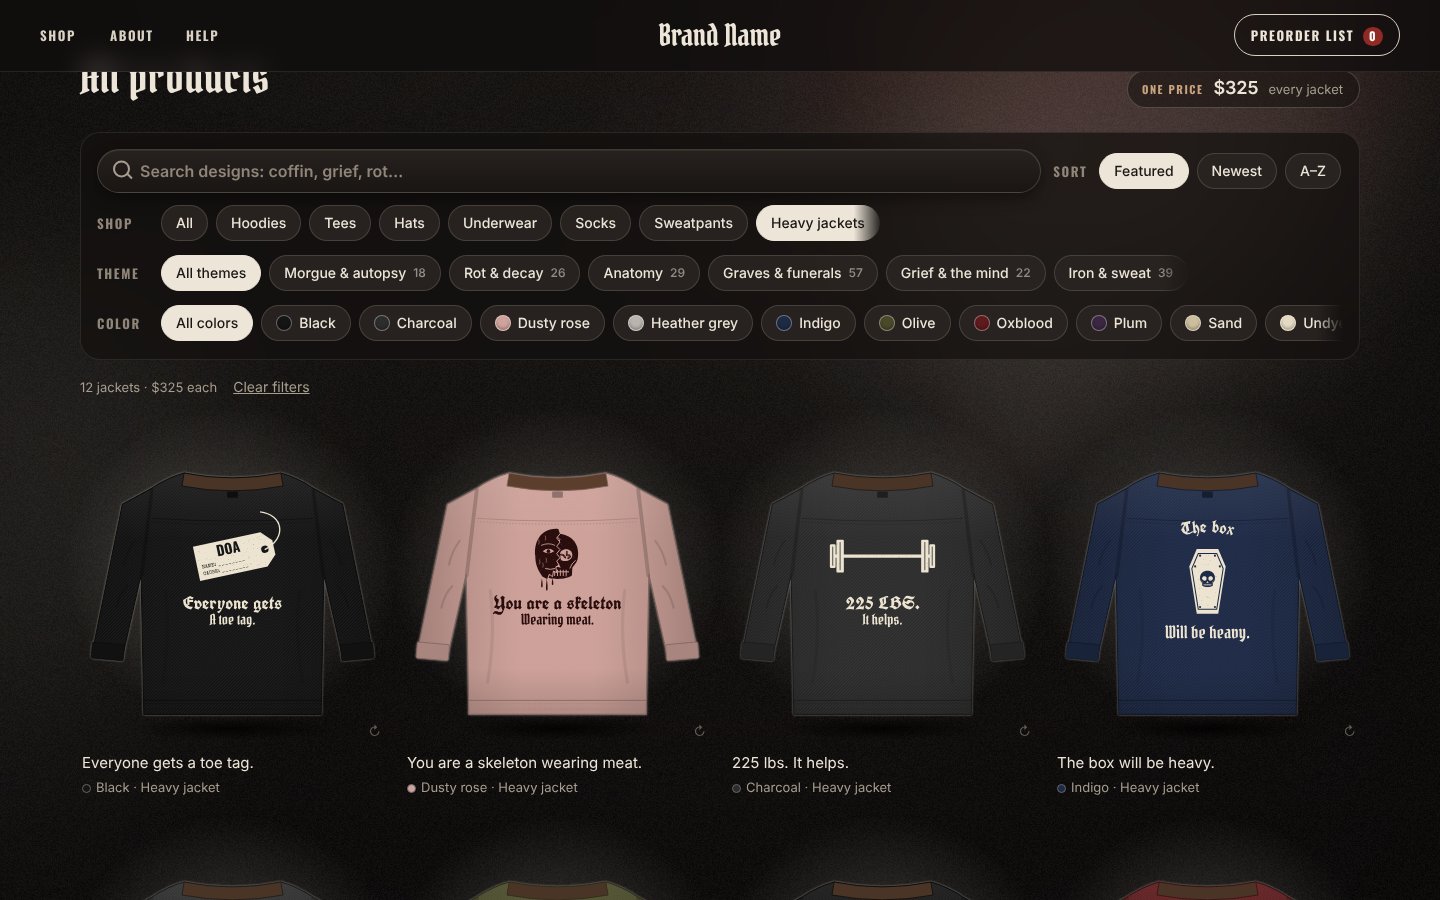 SHOP ABOUT HELP
Brand Name
PREORDER LIST 0
All products
ONE PRICE $325 every jacket
Search designs: coffin, grief, rot...
SORT Featured Newest A–Z
SHOP All Hoodies Tees Hats Underwear Socks Sweatpants Heavy jackets
THEME All themes Morgue & autopsy 18 Rot & decay 26 Anatomy 29 Graves & funerals 57 Grief & the mind 22 Iron & sweat 39
COLOR All colors Black Charcoal Dusty rose Heather grey Indigo Olive Oxblood Plum Sand
12 jackets · $325 each Clear filters
DOA
NAME:
CAUSE:
Everyone gets
A toe tag.
You are a skeleton
Wearing meat.
225 LBS.
It helps.
The box
Will be heavy.
Everyone gets a toe tag.
Black · Heavy jacket
You are a skeleton wearing meat.
Dusty rose · Heavy jacket
225 lbs. It helps.
Charcoal · Heavy jacket
The box will be heavy.
Indigo · Heavy jacket